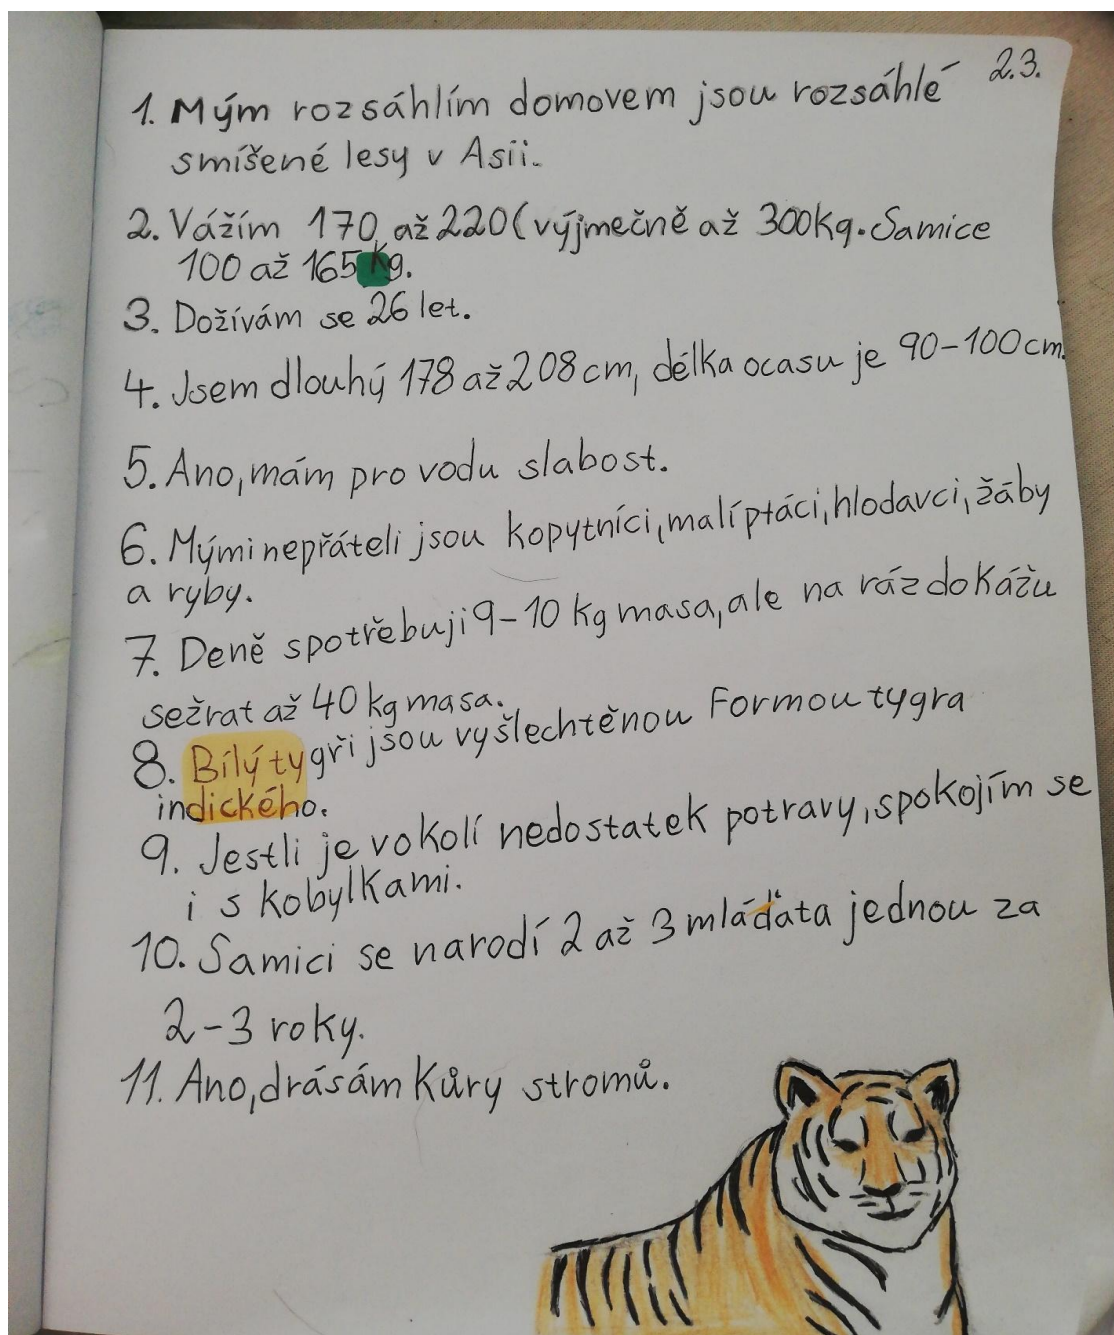 2.3.
1. Mým rozsáhlím domovem jsou rozsáhlé
smíšené lesy v Asii.
2. Vážím 170 až 220 (výjmečně až 300kg. Samice
100 až 165 kg.
3. Dožívám se 26 let.
4. Jsem dlouhý 178 až 208 cm, délka ocasu je 90-100 cm.
5. Ano, mám pro vodu slabost.
6. Mými nepřáteli jsou kopytníci, malí ptáci, hlodavci, žáby
a ryby.
7. Deně spotřebuji 9-10 kg masa, ale na ráz dokážu
sežrat až 40 kg masa.
8. Bílý tygři jsou vyšlechtěnou Formou tygra
indického.
9. Jestli je v okolí nedostatek potravy, spokojím se
i s kobylkami.
10. Samici se narodí 2 až 3 mláďata jednou za
2-3 roky.
11. Ano, drásám kůry stromů.